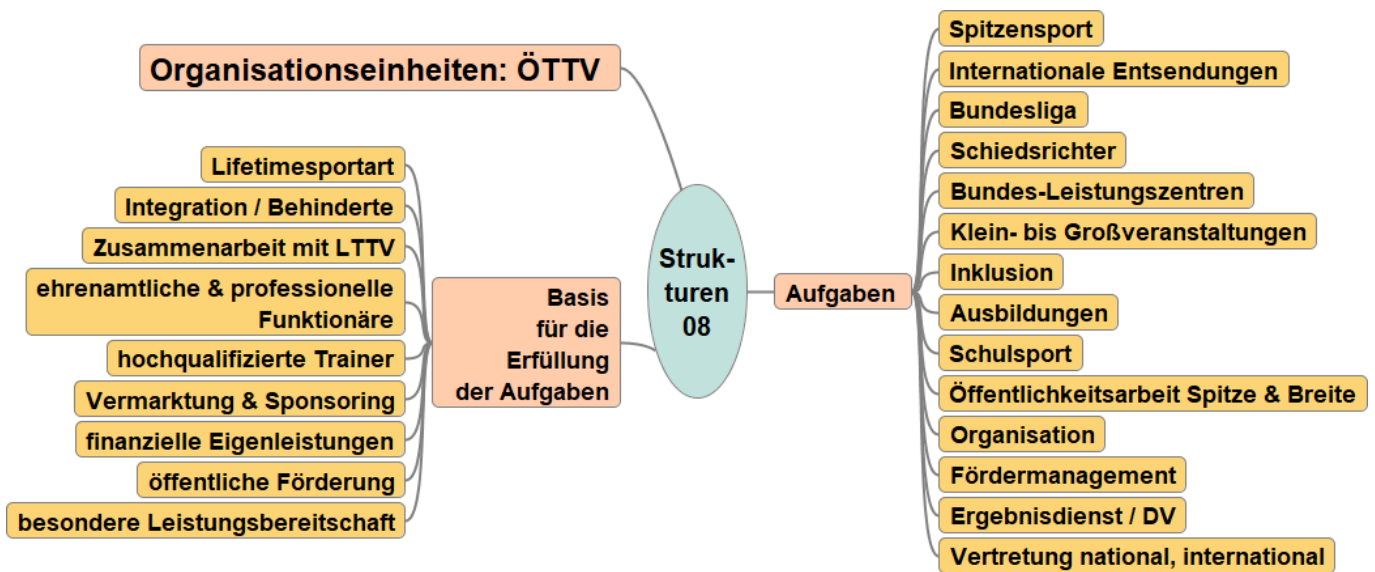 Organisationseinheiten: ÖTTV
Lifetimesportart
Integration / Behinderte
Zusammenarbeit mit LTTV
ehrenamtliche & professionelle
Funktionäre
hochqualifizierte Trainer
Vermarktung & Sponsoring
finanzielle Eigenleistungen
öffentliche Förderung
besondere Leistungsbereitschaft
Basis
für die
Erfüllung
der Aufgaben
Struk-
turen
08
Aufgaben
Spitzensport
Internationale Entsendungen
Bundesliga
Schiedsrichter
Bundes-Leistungszentren
Klein- bis Großveranstaltungen
Inklusion
Ausbildungen
Schulsport
Öffentlichkeitsarbeit Spitze & Breite
Organisation
Fördermanagement
Ergebnisdienst / DV
Vertretung national, international